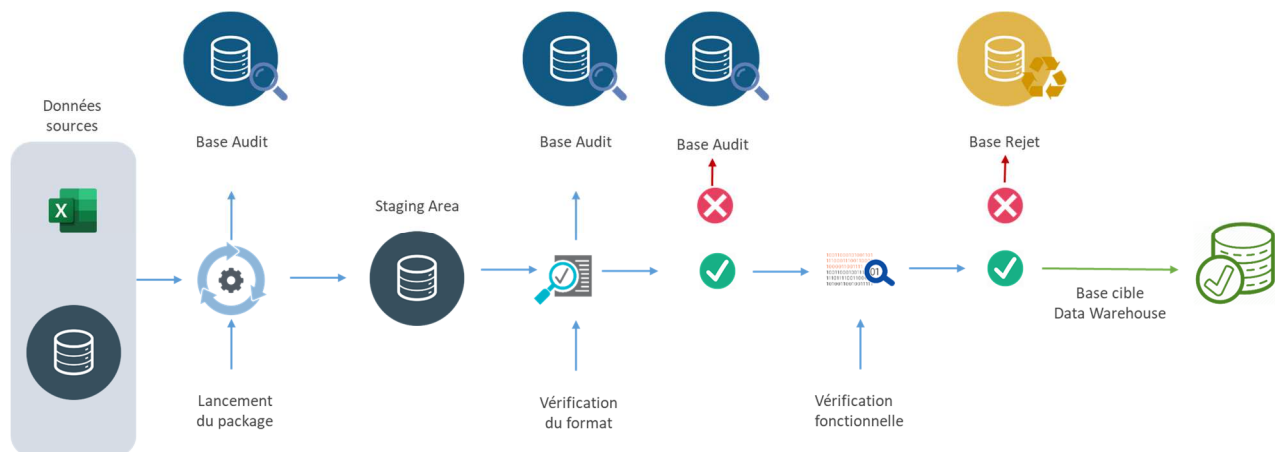 Données
sources
X
Base Audit
Lancement
du package
Staging Area
Base Audit
Vérification
du format
Base Audit
01
Vérification
fonctionnelle
Base Rejet
Base cible
Data Warehouse